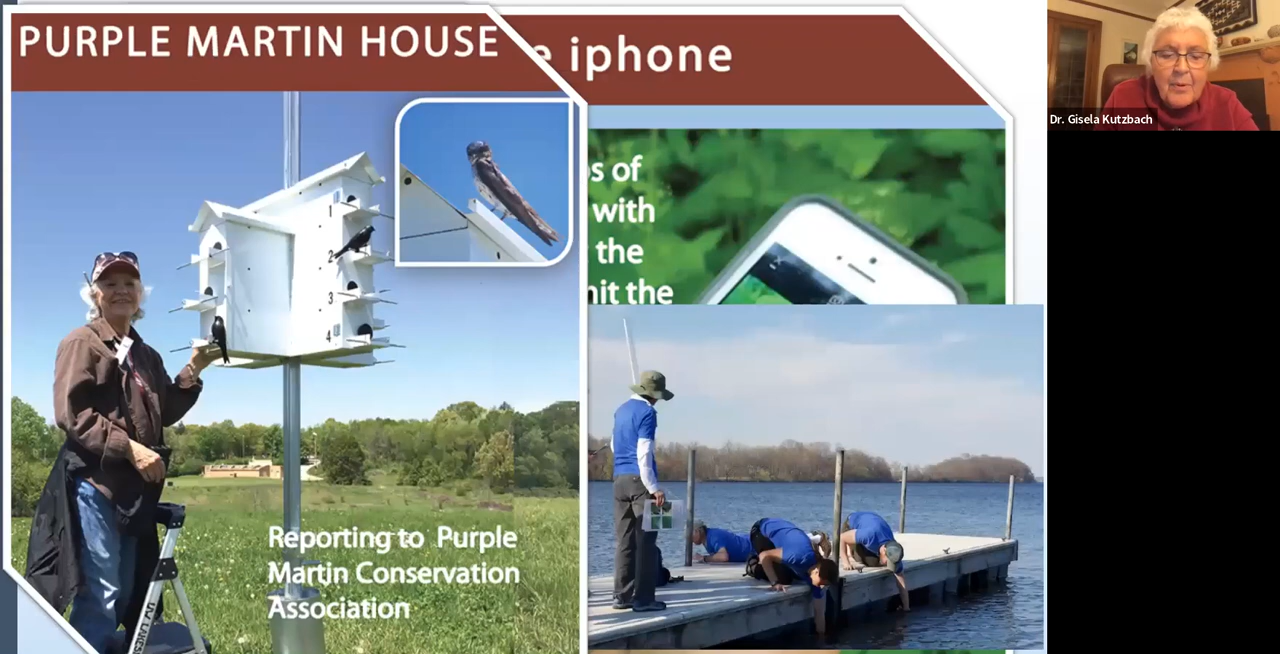 PURPLE MARTIN HOUSE
e iphone
s of
with
the
nit the
1
2
3
4
Reporting to Purple
Martin Conservation
Association
Dr. Gisela Kutzbach